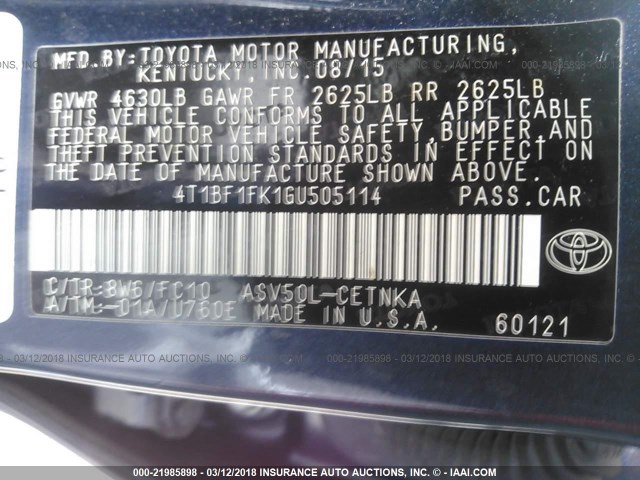 MFD.BY:TOYOTA MOTOR MANUFACTURING,
KENTUCKY,INC.08/15
GVWR 4630LB GAWR FR 2625LB RR 2625LB
THIS VEHICLE CONFORMS TO ALL APPLICABLE
FEDERAL MOTOR VEHICLE SAFETY,BUMPER,AND
THEFT PREVENTION STANDARDS IN EFFECT ON
THE DATE OF MANUFACTURE SHOWN ABOVE.
4T1BF1FK1GU505114 PASS.CAR
C/TR:8W6/FC10 ASV50L-CETNKA
A/TM:-01A/U760E MADE IN U.S.A.
60121
000-21985898 - 03/12/2018 INSURANCE AUTO AUCTIONS, INC. - © - IAAI.COM